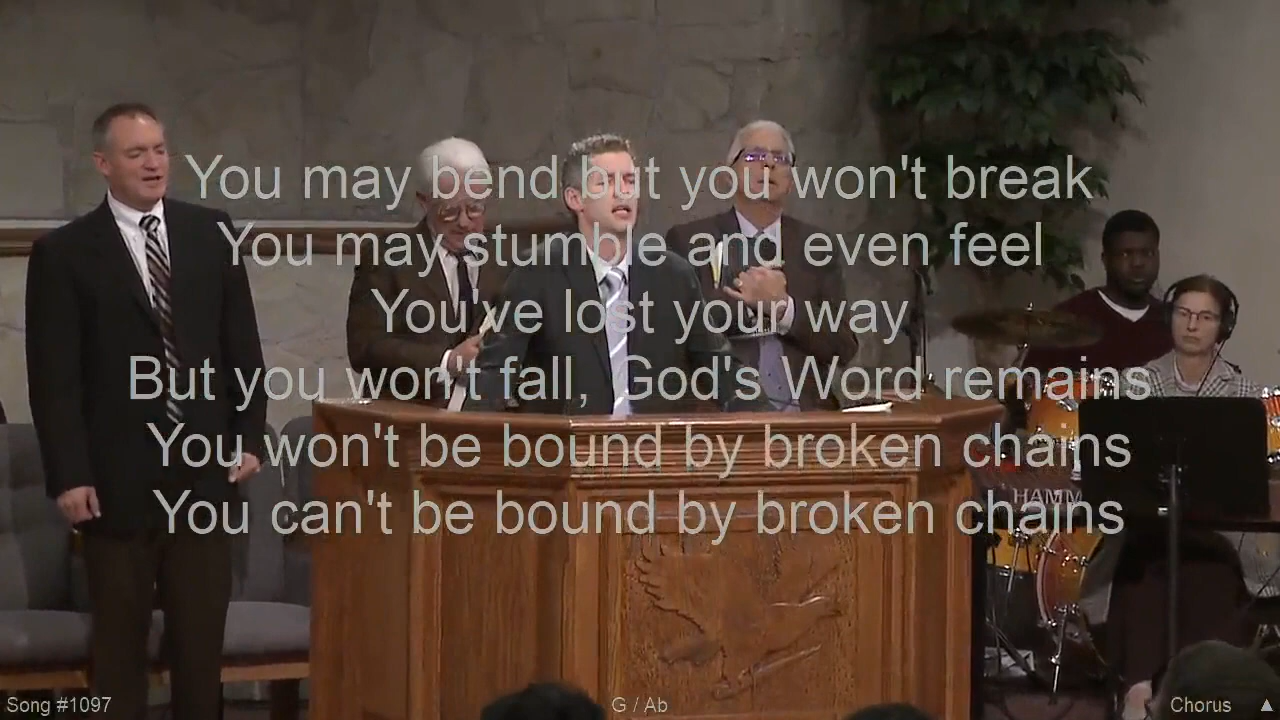 You may bend but you won't break
You may stumble and even feel
You've lost your way
But you won't fall, God's Word remains
You won't be bound by broken chains
You can't be bound by broken chains
HAMM
Song #1097
G / Ab
Chorus ▲